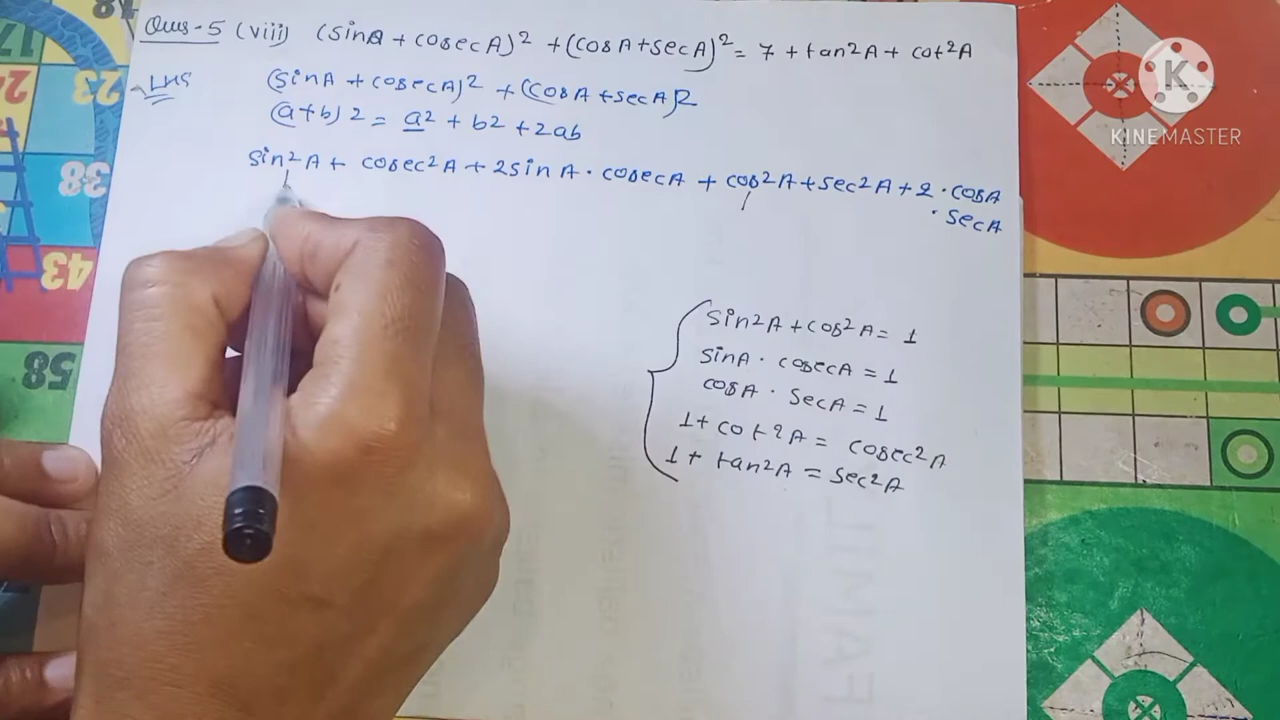 Ques-5 (viii) (sinA + cosecA)² + (cosA + secA)² = 7 + tan²A + cot²A
LHS (sinA + cosecA)² + (cosA + secA)2
(a+b) 2 = a² + b2 + 2ab
sin²A + cosec²A + 2sin A · cosecA + cos²A + sec²A + 2 · cosA
· secA
sin2A + cos²A = 1
sinA · cosecA = 1
cosA · secA = 1
1 + cot2A = cosec²A
1 + tan²A = sec²A
K
KINEMASTER
17
23
38
43
58